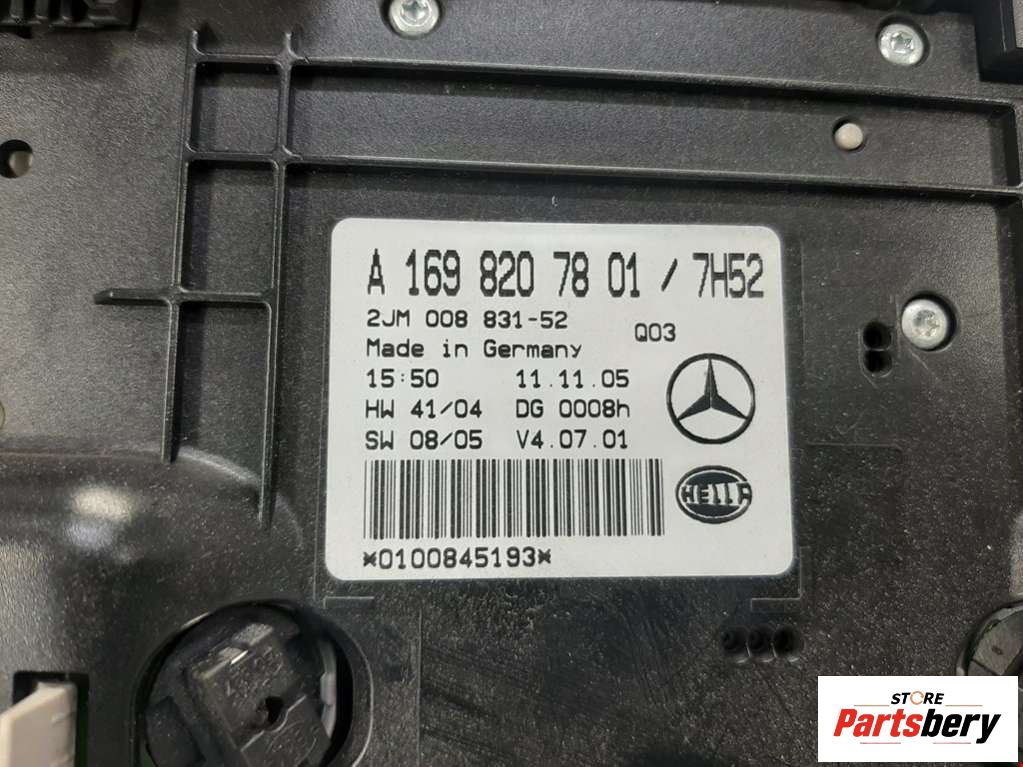 A 169 820 78 01 / 7H52
2JM 008 831-52
Q03
Made in Germany
15:50 11.11.05
HW 41/04 DG 0008h
SW 08/05 V4.07.01
HELLA
*0100845193*
STORE
Partsbery